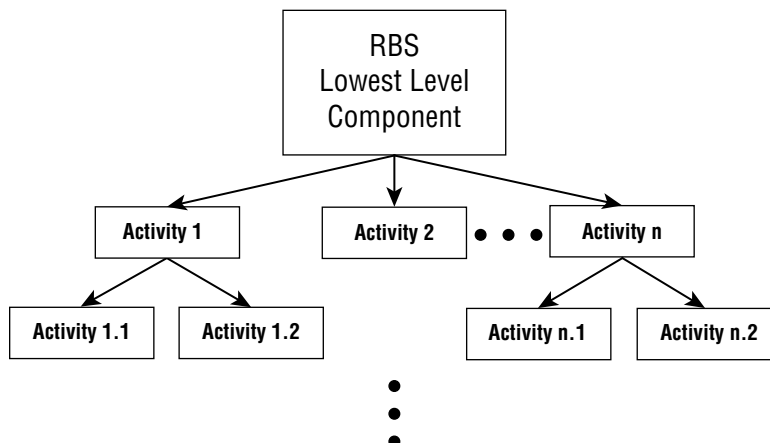 RBS
Lowest Level
Component
Activity 1
Activity 2
Activity n
Activity 1.1
Activity 1.2
Activity n.1
Activity n.2